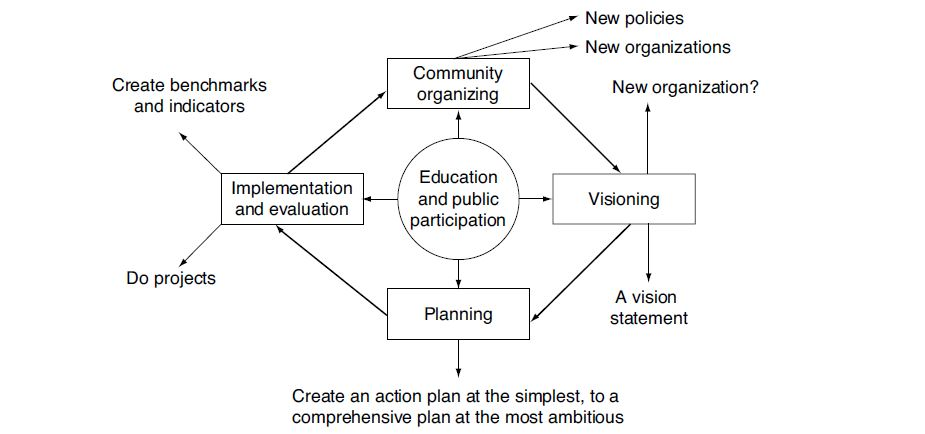 New policies
New organizations
Community
organizing
New organization?
Create benchmarks
and indicators
Education
and public
participation
Implementation
and evaluation
Visioning
Do projects
A vision
statement
Planning
Create an action plan at the simplest, to a
comprehensive plan at the most ambitious